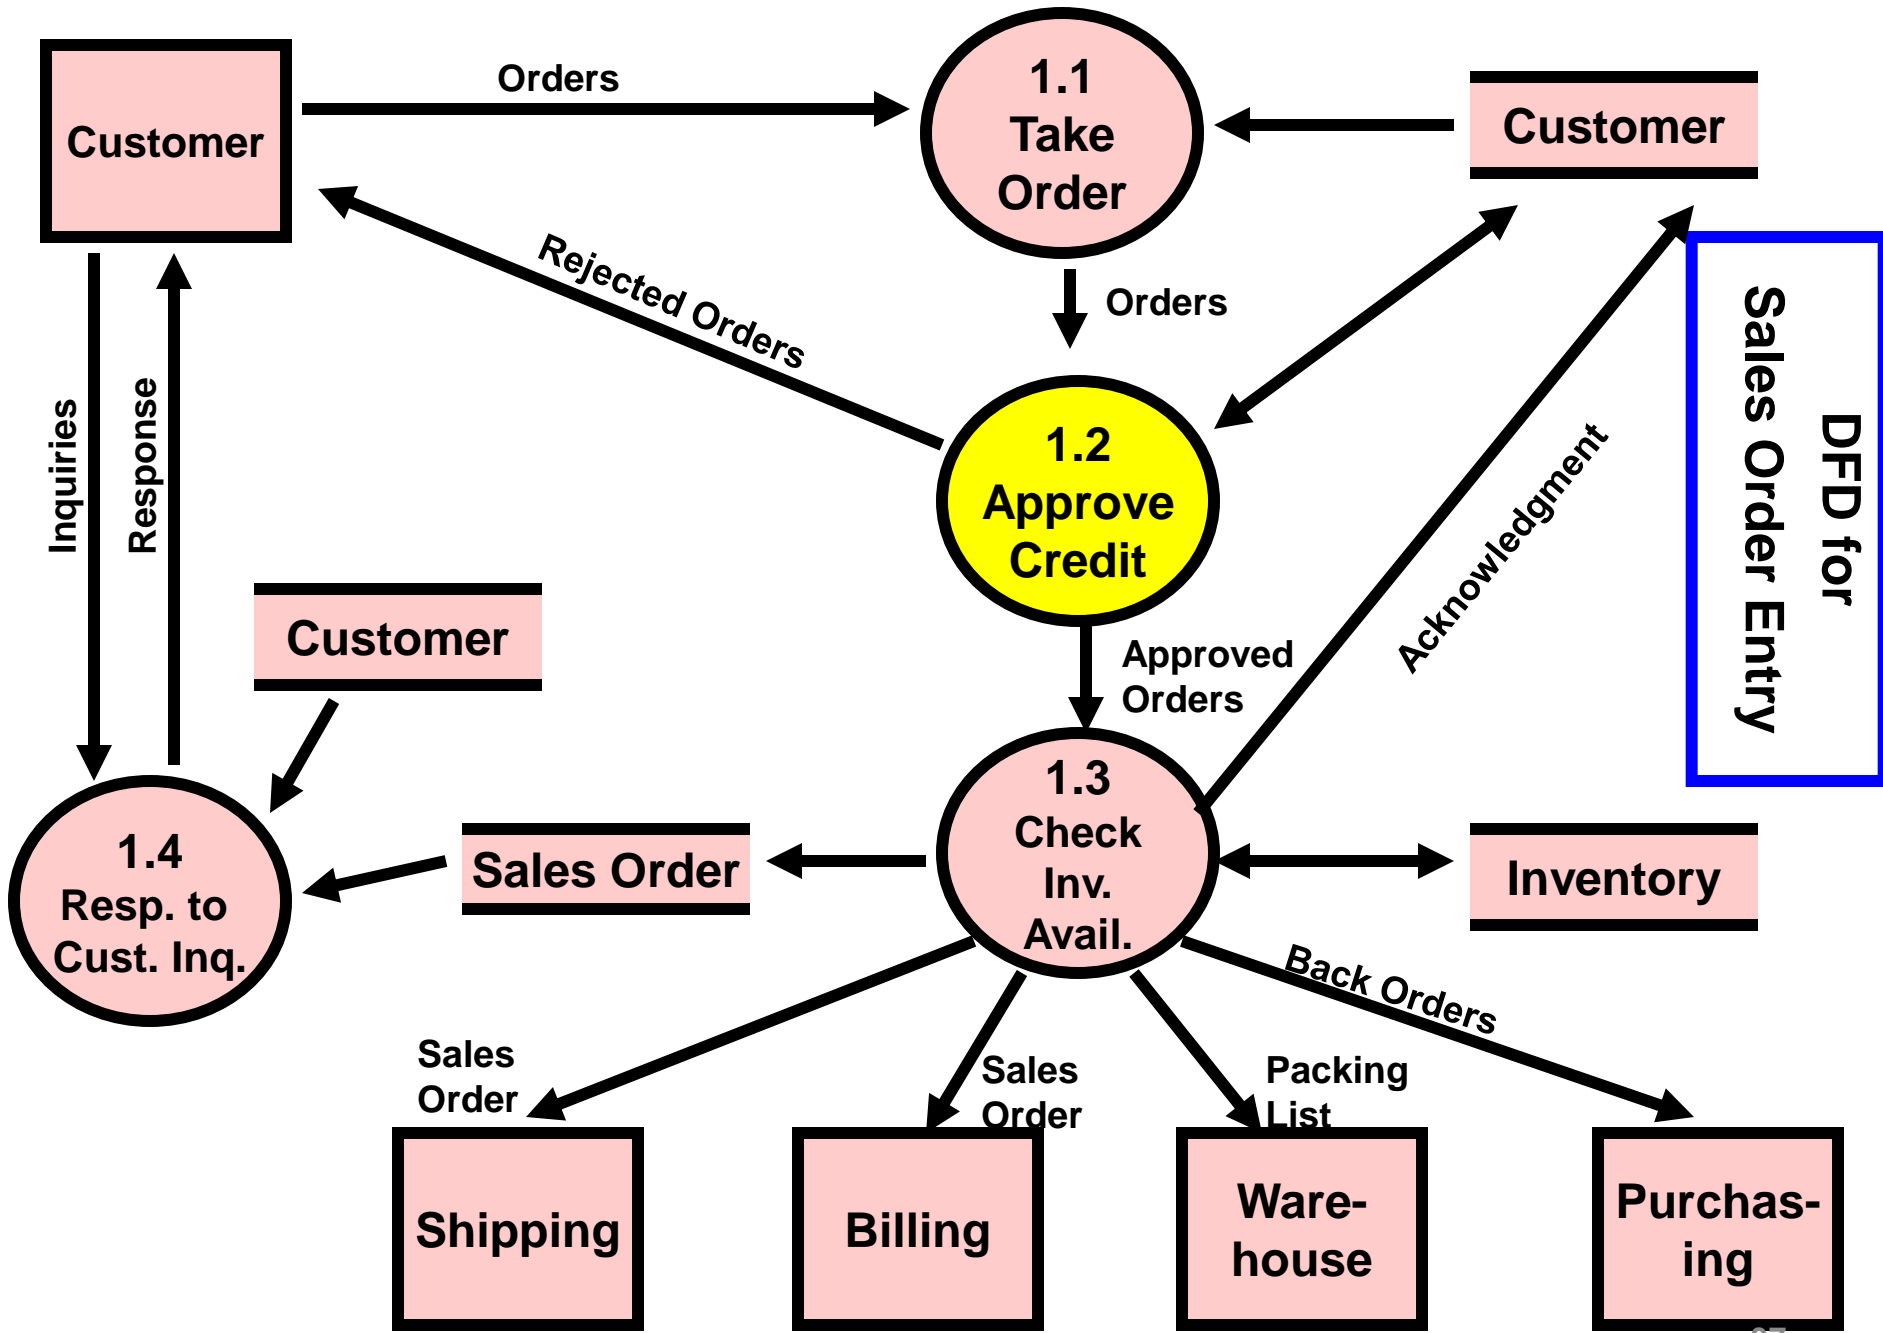 Customer
Orders
1.1
Take
Order
Customer
Rejected Orders
Orders
DFD for
Sales Order Entry
Inquiries
Response
1.2
Approve
Credit
Acknowledgment
Customer
Approved
Orders
1.3
Check
Inv.
Avail.
1.4
Resp. to
Cust. Inq.
Sales Order
Inventory
Back Orders
Sales
Order
Sales
Order
Packing
List
Shipping
Billing
Ware-
house
Purchas-
ing